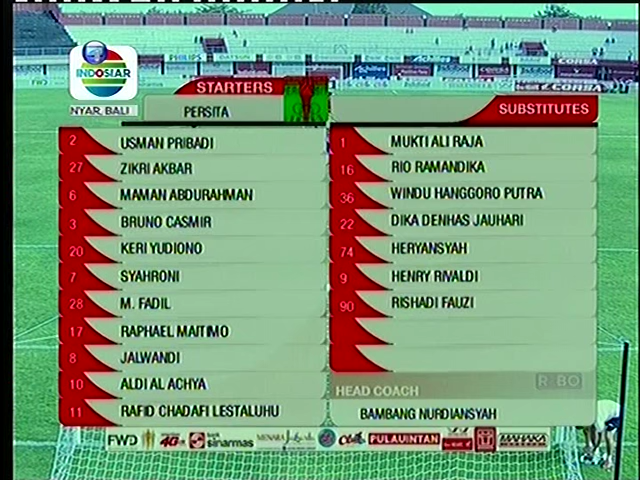 INDOSIAR
NYAR, BALI
STARTERS
PERSITA
SUBSTITUTES
2 USMAN PRIBADI
27 ZIKRI AKBAR
6 MAMAN ABDURAHMAN
3 BRUNO CASMIR
20 KERI YUDIONO
7 SYAHRONI
28 M. FADIL
17 RAPHAEL MAITIMO
8 JALWANDI
10 ALDI AL ACHYA
11 RAFID CHADAFI LESTALUHU
1 MUKTI ALI RAJA
16 RIO RAMANDIKA
36 WINDU HANGGORO PUTRA
22 DIKA DENHAS JAUHARI
74 HERYANSYAH
9 HENRY RIVALDI
90 RISHADI FAUZI
HEAD COACH
BAMBANG NURDIANSYAH
FWD 4G sinarmas PULAUINTAN MAHAKA